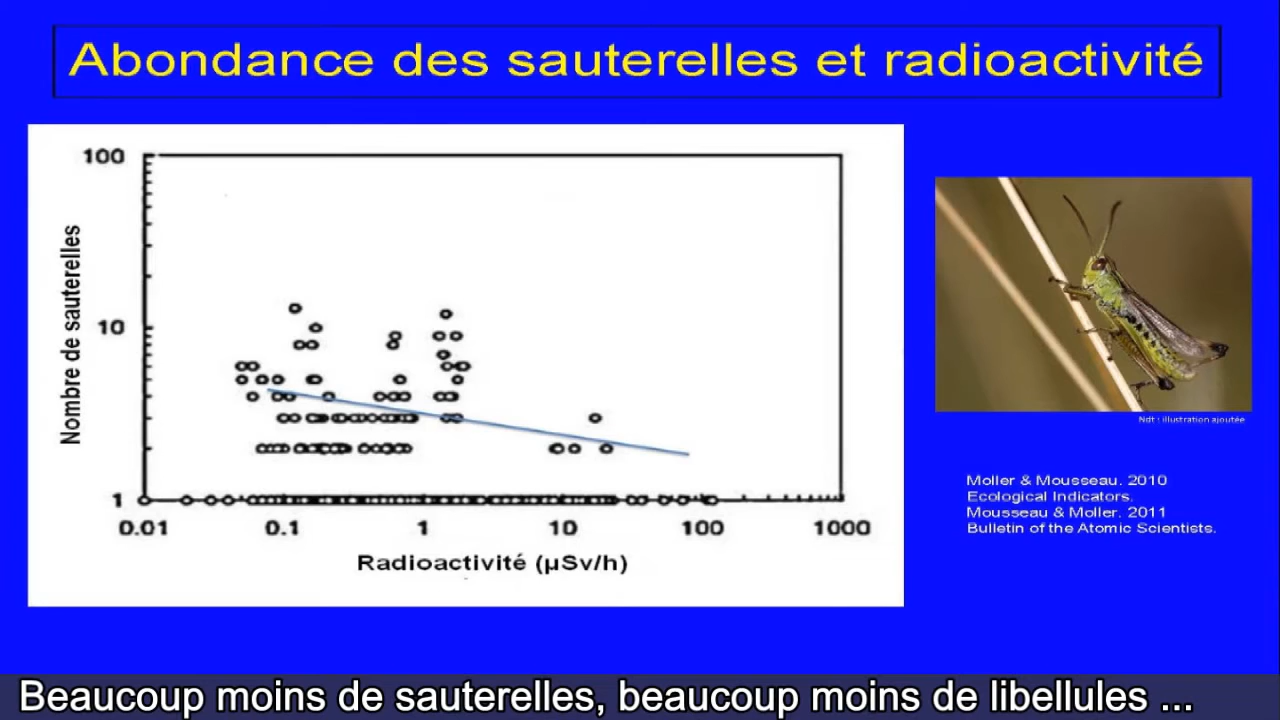 Abondance des sauterelles et radioactivité
100
10
1
Nombre de sauterelles
0.01 0.1 1 10 100 1000
Radioactivité (µSv/h)
Ndt : illustration ajoutée
Moller & Mousseau. 2010
Ecological Indicators.
Mousseau & Moller. 2011
Bulletin of the Atomic Scientists.
Beaucoup moins de sauterelles, beaucoup moins de libellules ...